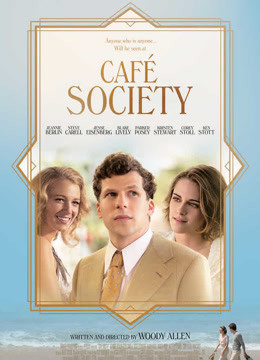 Anyone who is anyone...
Will be seen at
CAFÉ
SOCIETY
JEANNIE STEVE JESSE BLAKE PARKER KRISTEN COREY KEN
BERLIN CARELL EISENBERG LIVELY POSEY STEWART STOLL STOTT
WRITTEN AND DIRECTED BY WOODY ALLEN